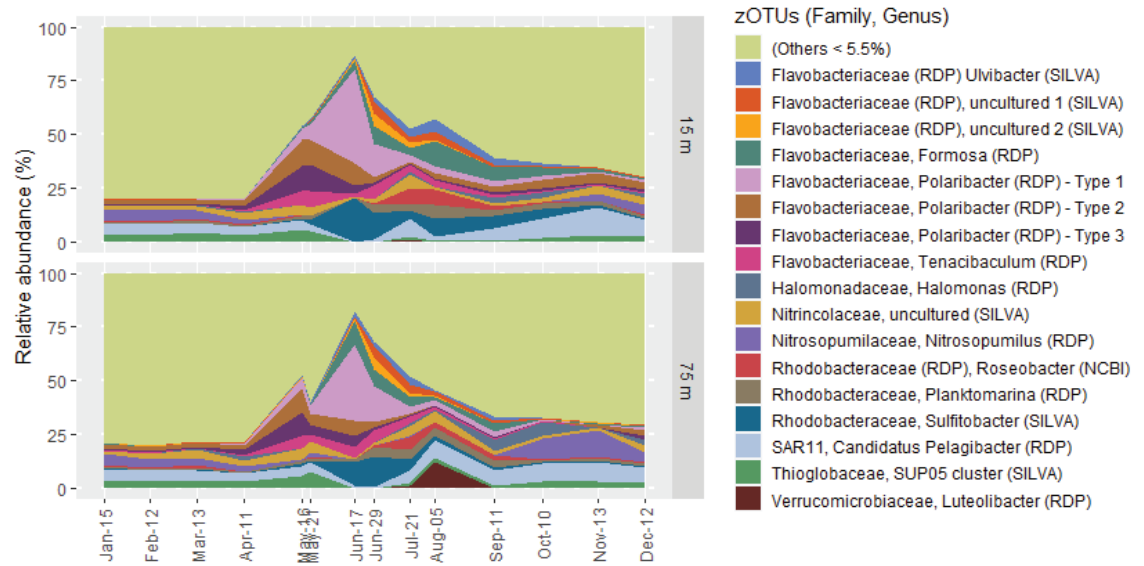 Relative abundance (%)
100
75
50
25
0
15 m
100
75
50
25
0
75 m
Jan-15
Feb-12
Mar-13
Apr-11
May-16
May-21
Jun-17
Jun-29
Jul-21
Aug-05
Sep-11
Oct-10
Nov-13
Dec-12
zOTUs (Family, Genus)
(Others < 5.5%)
Flavobacteriaceae (RDP) Ulvibacter (SILVA)
Flavobacteriaceae (RDP), uncultured 1 (SILVA)
Flavobacteriaceae (RDP), uncultured 2 (SILVA)
Flavobacteriaceae, Formosa (RDP)
Flavobacteriaceae, Polaribacter (RDP) - Type 1
Flavobacteriaceae, Polaribacter (RDP) - Type 2
Flavobacteriaceae, Polaribacter (RDP) - Type 3
Flavobacteriaceae, Tenacibaculum (RDP)
Halomonadaceae, Halomonas (RDP)
Nitrincolaceae, uncultured (SILVA)
Nitrosopumilaceae, Nitrosopumilus (RDP)
Rhodobacteraceae (RDP), Roseobacter (NCBI)
Rhodobacteraceae, Planktomarina (RDP)
Rhodobacteraceae, Sulfitobacter (SILVA)
SAR11, Candidatus Pelagibacter (RDP)
Thioglobaceae, SUP05 cluster (SILVA)
Verrucomicrobiaceae, Luteolibacter (RDP)